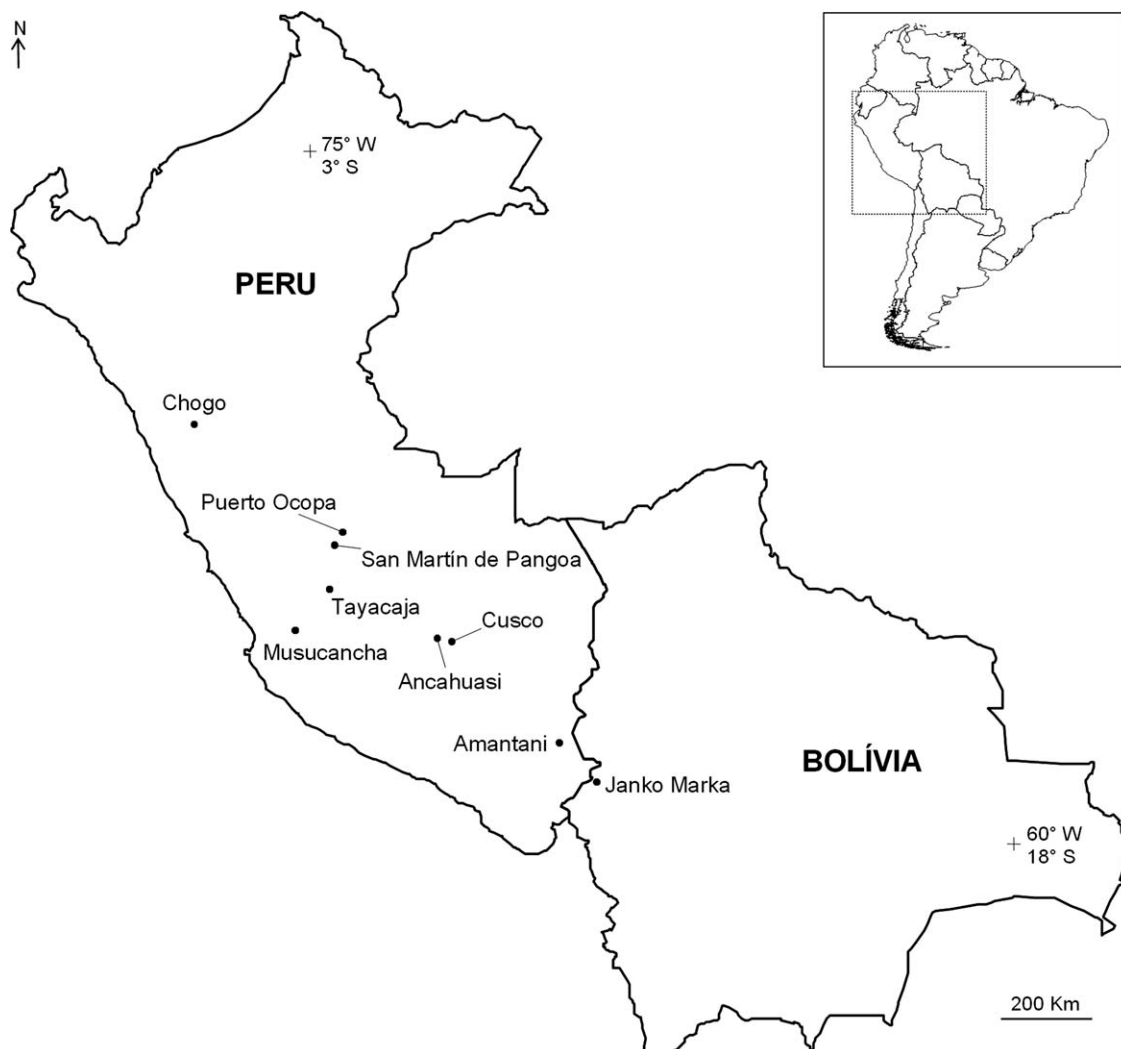 N
75° W
3° S
PERU
Chogo
Puerto Ocopa
San Martín de Pangoa
Tayacaja
Cusco
Musucancha
Ancahuasi
Amantani
BOLÍVIA
Janko Marka
60° W
18° S
200 Km